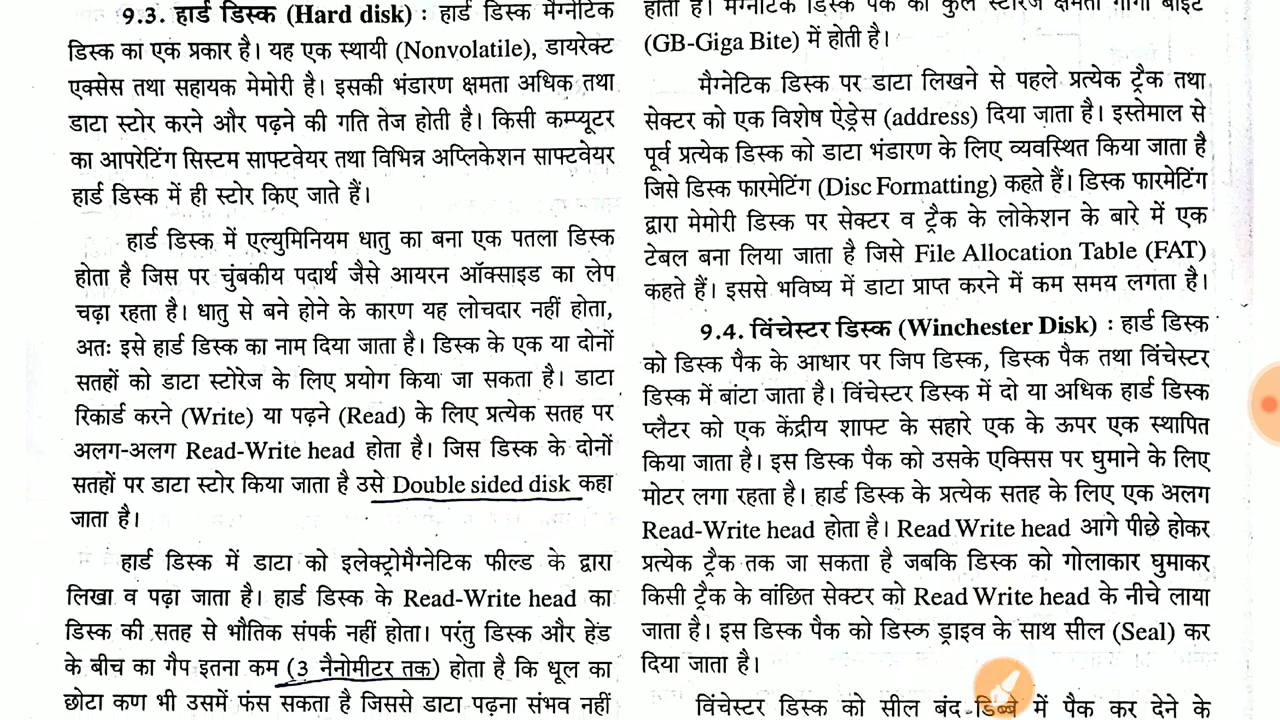 9.3. हार्ड डिस्क (Hard disk) : हार्ड डिस्क मैग्नेटिक
डिस्क का एक प्रकार है। यह एक स्थायी (Nonvolatile), डायरेक्ट
एक्सेस तथा सहायक मेमोरी है। इसकी भंडारण क्षमता अधिक तथा
डाटा स्टोर करने और पढ़ने की गति तेज होती है। किसी कम्प्यूटर
का आपरेटिंग सिस्टम साफ्टवेयर तथा विभिन्न अप्लिकेशन साफ्टवेयर
हार्ड डिस्क में ही स्टोर किए जाते हैं।
हार्ड डिस्क में एल्युमिनियम धातु का बना एक पतला डिस्क
होता है जिस पर चुंबकीय पदार्थ जैसे आयरन ऑक्साइड का लेप
चढ़ा रहता है। धातु से बने होने के कारण यह लोचदार नहीं होता,
अतः इसे हार्ड डिस्क का नाम दिया जाता है। डिस्क के एक या दोनों
सतहों को डाटा स्टोरेज के लिए प्रयोग किया जा सकता है। डाटा
रिकार्ड करने (Write) या पढ़ने (Read) के लिए प्रत्येक सतह पर
अलग-अलग Read-Write head होता है। जिस डिस्क के दोनों
सतहों पर डाटा स्टोर किया जाता है उसे Double sided disk कहा
जाता है।
हार्ड डिस्क में डाटा को इलेक्ट्रोमैग्नेटिक फील्ड के द्वारा
लिखा व पढ़ा जाता है। हार्ड डिस्क के Read-Write head का
डिस्क की सतह से भौतिक संपर्क नहीं होता। परंतु डिस्क और हेड
के बीच का गैप इतना कम (3 नैनोमीटर तक) होता है कि धूल का
छोटा कण भी उसमें फंस सकता है जिससे डाटा पढ़ना संभव नहीं
होता है। मैग्नेटिक डिस्क पैक की कुल स्टोरेज क्षमता गीगा बाइट
(GB-Giga Bite) में होती है।
मैग्नेटिक डिस्क पर डाटा लिखने से पहले प्रत्येक ट्रैक तथा
सेक्टर को एक विशेष ऐड्रेस (address) दिया जाता है। इस्तेमाल से
पूर्व प्रत्येक डिस्क को डाटा भंडारण के लिए व्यवस्थित किया जाता है
जिसे डिस्क फारमेटिंग (Disc Formatting) कहते हैं। डिस्क फारमेटिंग
द्वारा मेमोरी डिस्क पर सेक्टर व ट्रैक के लोकेशन के बारे में एक
टेबल बना लिया जाता है जिसे File Allocation Table (FAT)
कहते हैं। इससे भविष्य में डाटा प्राप्त करने में कम समय लगता है।
9.4. विंचेस्टर डिस्क (Winchester Disk) : हार्ड डिस्क
को डिस्क पैक के आधार पर जिप डिस्क, डिस्क पैक तथा विंचेस्टर
डिस्क में बांटा जाता है। विंचेस्टर डिस्क में दो या अधिक हार्ड डिस्क
प्लैटर को एक केंद्रीय शाफ्ट के सहारे एक के ऊपर एक स्थापित
किया जाता है। इस डिस्क पैक को उसके एक्सिस पर घुमाने के लिए
मोटर लगा रहता है। हार्ड डिस्क के प्रत्येक सतह के लिए एक अलग
Read-Write head होता है। Read Write head आगे पीछे होकर
प्रत्येक ट्रैक तक जा सकता है जबकि डिस्क को गोलाकार घुमाकर
किसी ट्रैक के वांछित सेक्टर को Read Write head के नीचे लाया
जाता है। इस डिस्क पैक को डिस्क ड्राइव के साथ सील (Seal) कर
दिया जाता है।
विंचेस्टर डिस्क को सील बंद डिब्बे में पैक कर देने के